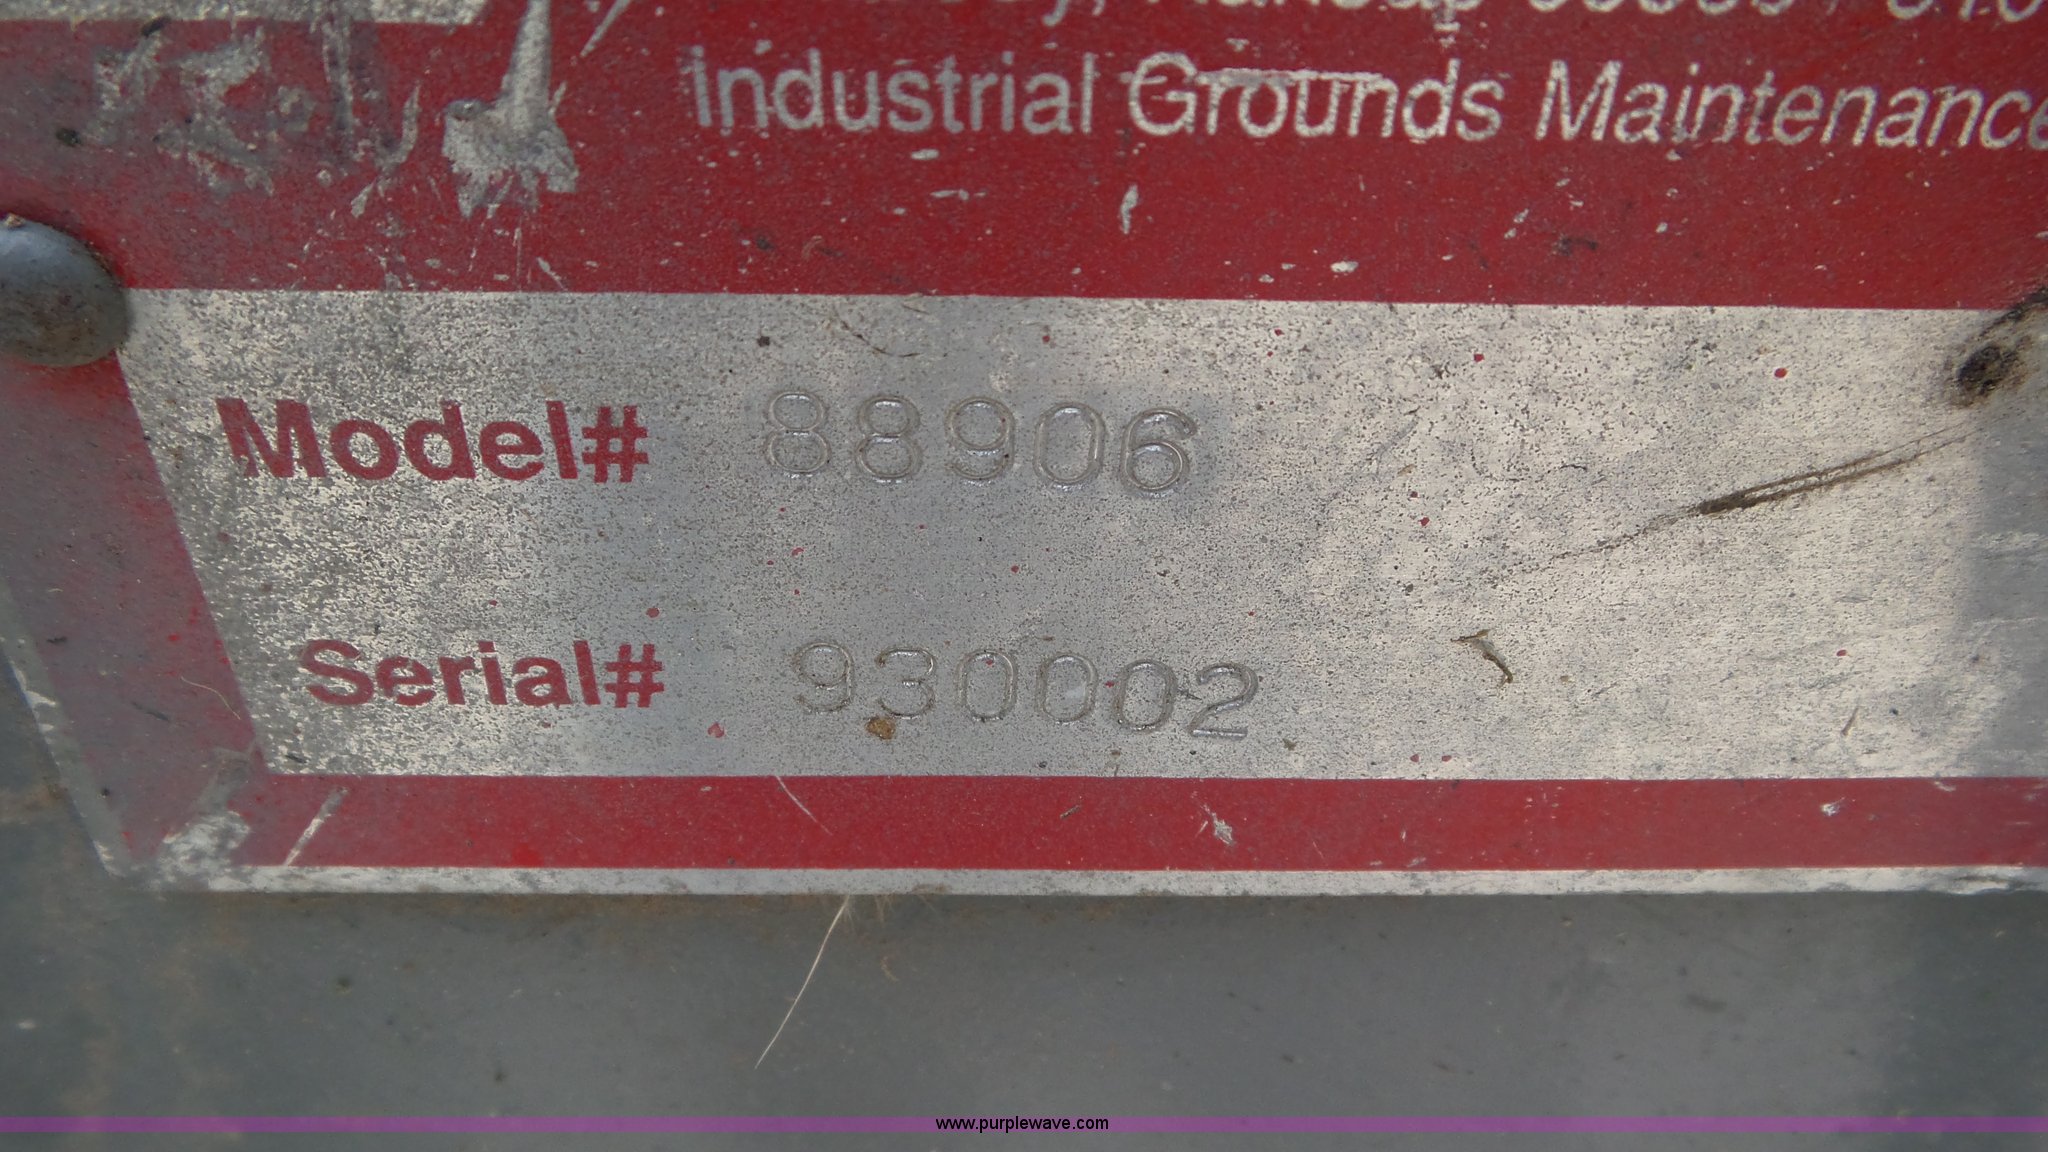 Industrial Grounds Maintenance
Model# 88906
Serial# 930002
www.purplewave.com